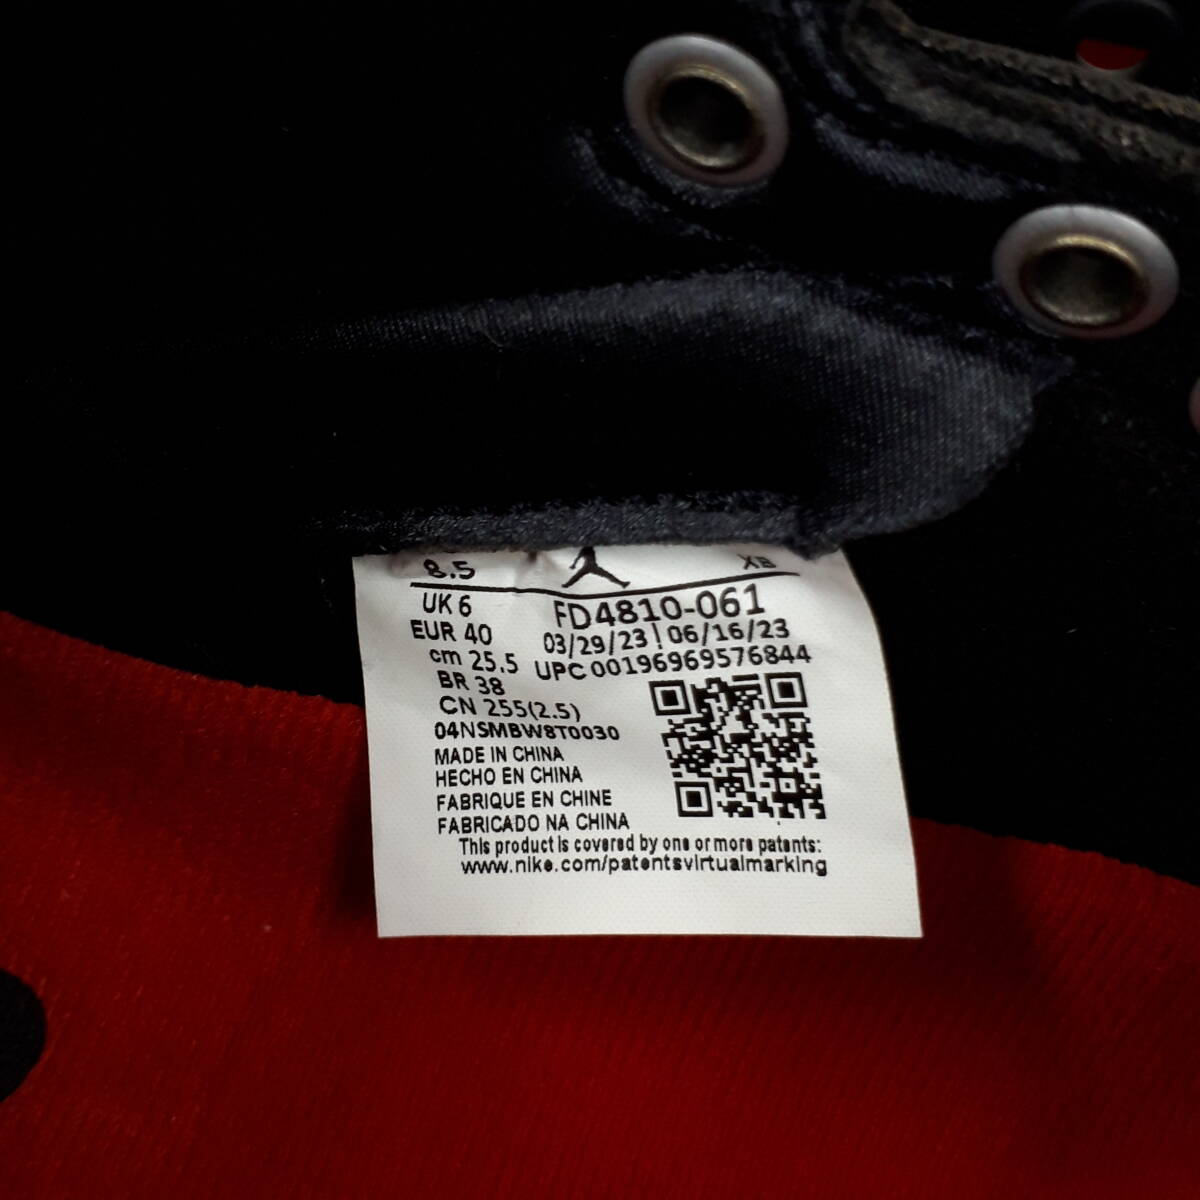 8.5 XB
UK 6 FD4810-061
EUR 40 03/29/23 | 06/16/23
cm 25.5 UPC 00196969576844
BR 38
CN 255(2.5)
04NSMBW8T0030
MADE IN CHINA
HECHO EN CHINA
FABRIQUE EN CHINE
FABRICADO NA CHINA
This product is covered by one or more patents:
www.nike.com/patentsvirtualmarking